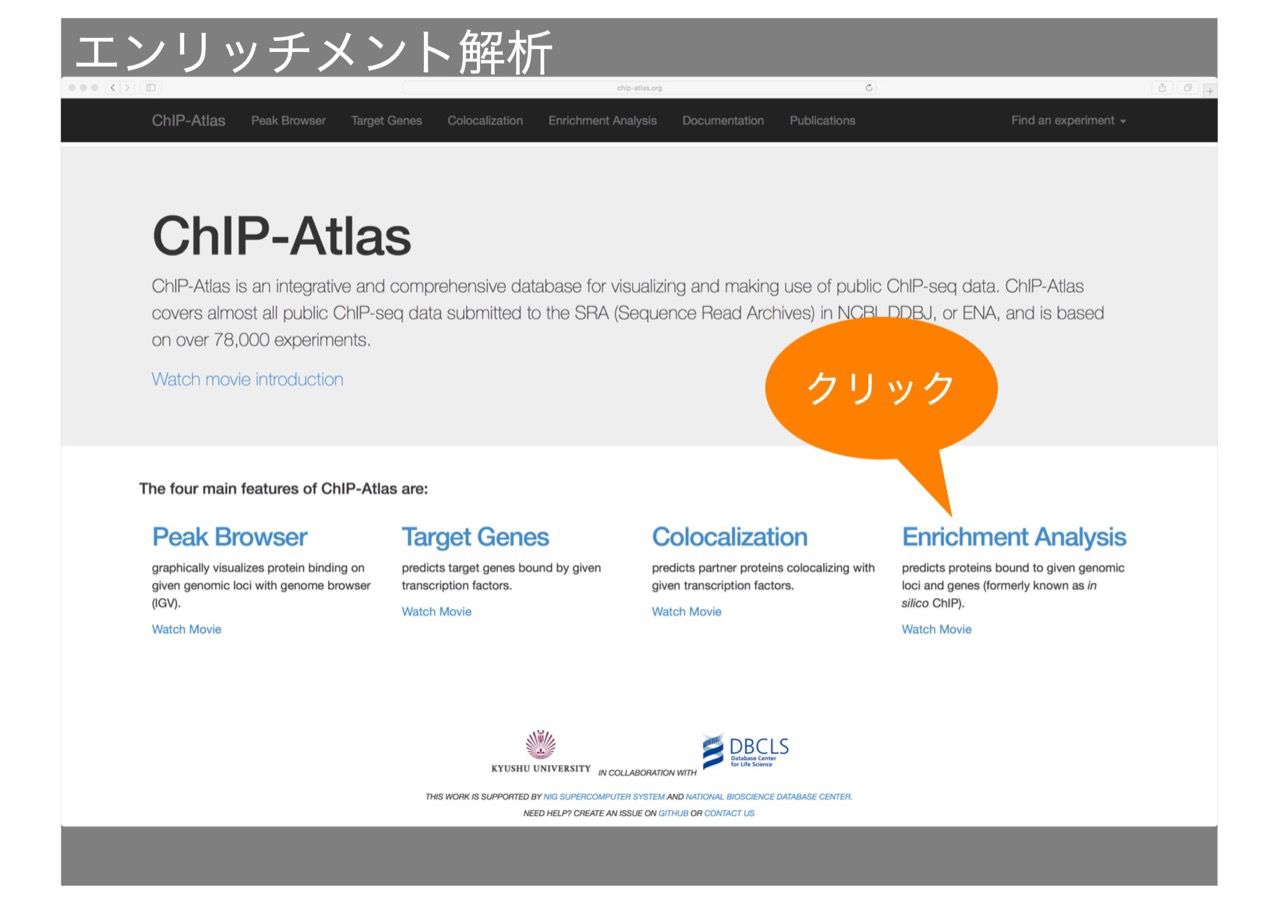 エンリッチメント解析
chip-atlas.org
ChIP-Atlas Peak Browser Target Genes Colocalization Enrichment Analysis Documentation Publications Find an experiment
ChIP-Atlas
ChIP-Atlas is an integrative and comprehensive database for visualizing and making use of public ChIP-seq data. ChIP-Atlas
covers almost all public ChIP-seq data submitted to the SRA (Sequence Read Archives) in NCBI, DDBJ, or ENA, and is based
on over 78,000 experiments.
Watch movie introduction
クリック
The four main features of ChIP-Atlas are:
Peak Browser
graphically visualizes protein binding on
given genomic loci with genome browser
(IGV).
Watch Movie
Target Genes
predicts target genes bound by given
transcription factors.
Watch Movie
Colocalization
predicts partner proteins colocalizing with
given transcription factors.
Watch Movie
Enrichment Analysis
predicts proteins bound to given genomic
loci and genes (formerly known as in
silico ChIP).
Watch Movie
KYUSHU UNIVERSITY IN COLLABORATION WITH
DBCLS
Database Center
for Life Science
THIS WORK IS SUPPORTED BY NIG SUPERCOMPUTER SYSTEM AND NATIONAL BIOSCIENCE DATABASE CENTER.
NEED HELP? CREATE AN ISSUE ON GITHUB OR CONTACT US